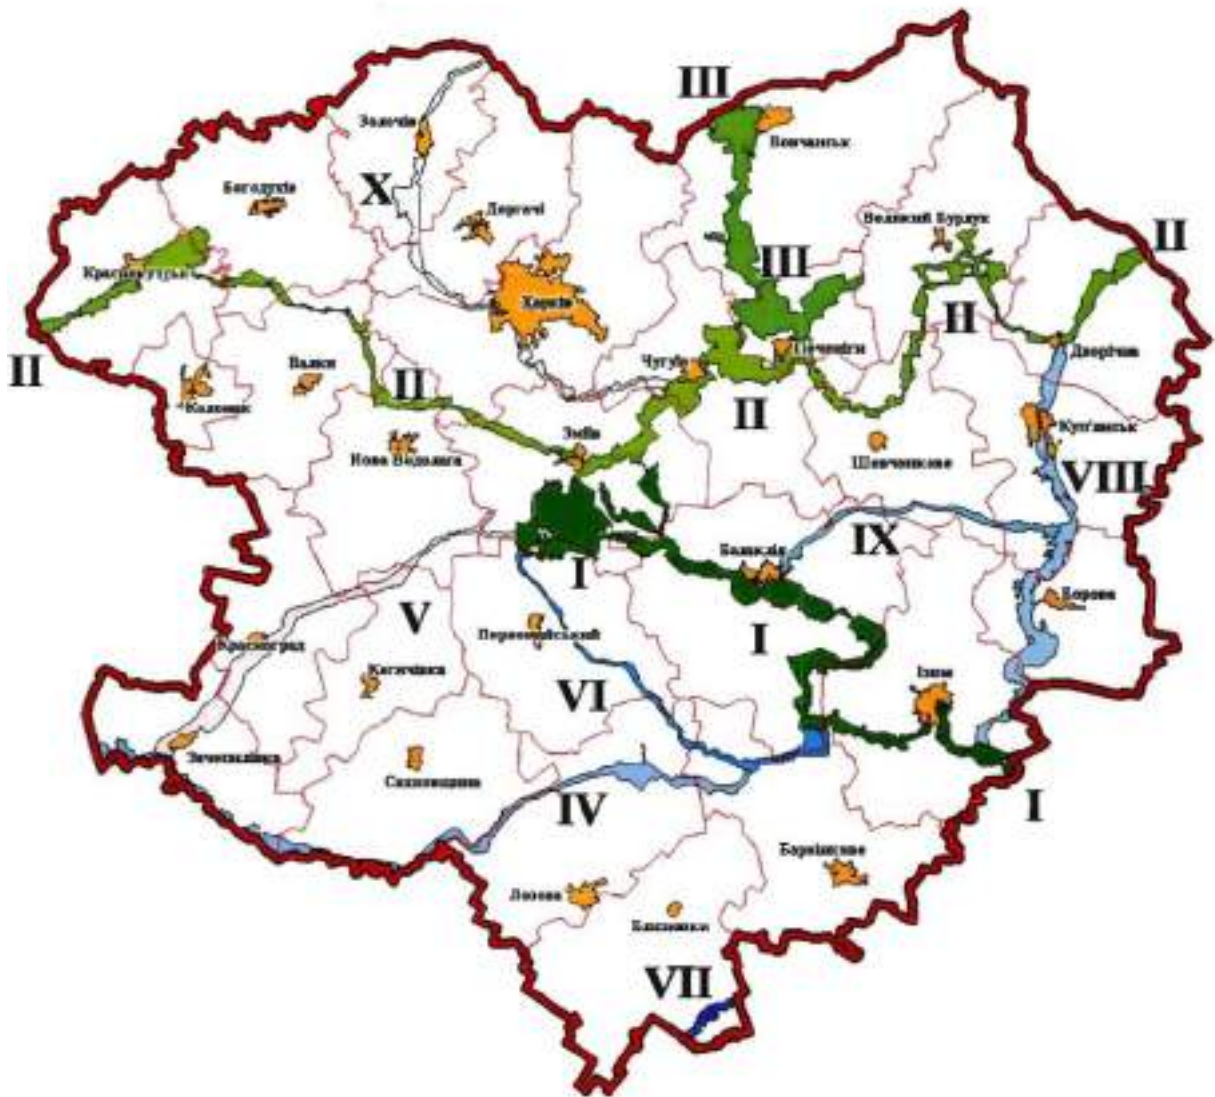 III
Золочів
Вовчанськ
Богодухів
X
Дергачі
Великий Бурлук
II
Краснокутськ
III
Харків
II
Печеніги
II
Валки
Чугуїв
Дворічна
Коломак
II
II
Нова Водолага
Зміїв
Шевченкове
Куп'янськ
VIII
IX
Балаклія
I
Борова
V
Первомайський
I
Красноград
Кегичівка
VI
Ізюм
Зачепилівка
Сахновщина
IV
I
Барвінкове
Лозова
Близнюки
VII